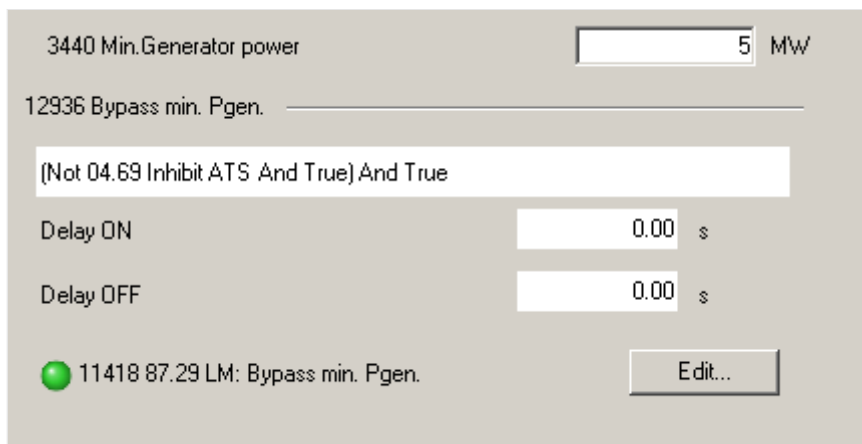 3440 Min.Generator power 5 MW
12936 Bypass min. Pgen.
(Not 04.69 Inhibit ATS And True) And True
Delay ON 0.00 s
Delay OFF 0.00 s
11418 87.29 LM: Bypass min. Pgen. Edit...